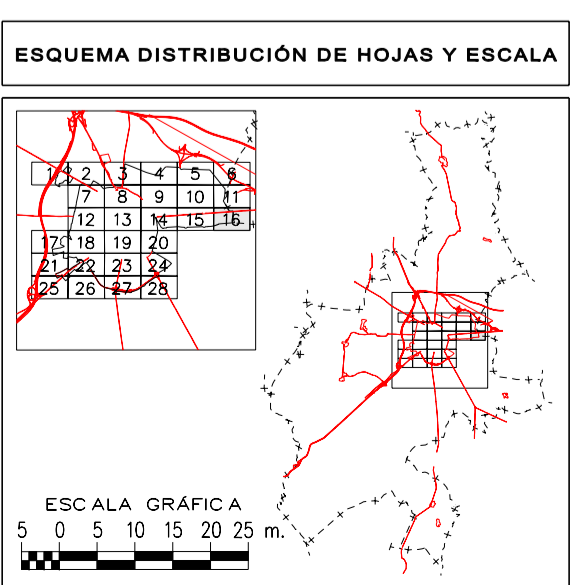 ESQUEMA DISTRIBUCIÓN DE HOJAS Y ESCALA
1 2 3 4 5 6
7 8 9 10 11
12 13 14 15 16
17 18 19 20
21 22 23 24
25 26 27 28
ESCALA GRÁFICA
5 0 5 10 15 20 25 m.